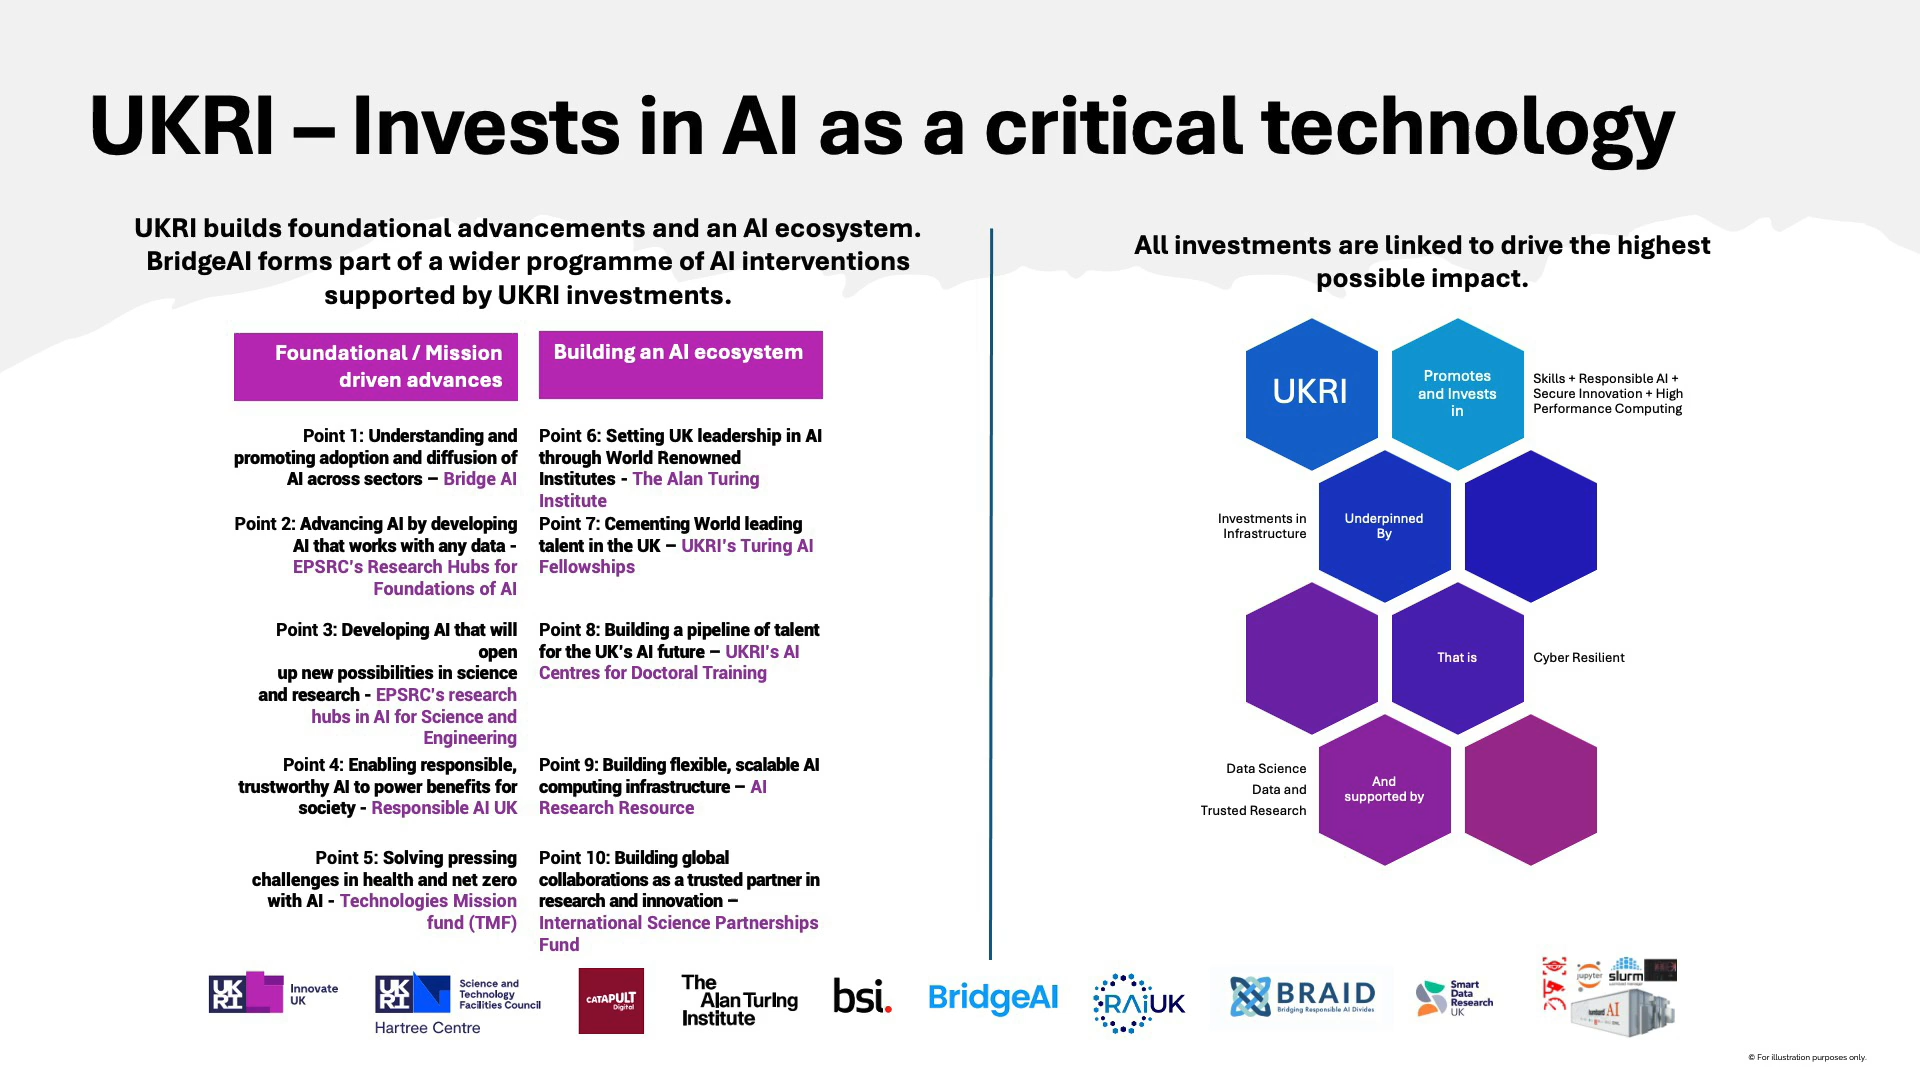 UKRI – Invests in AI as a critical technology
UKRI builds foundational advancements and an AI ecosystem.
BridgeAI forms part of a wider programme of AI interventions
supported by UKRI investments.
Foundational / Mission
driven advances
Point 1: Understanding and
promoting adoption and diffusion of
AI across sectors – Bridge AI
Point 2: Advancing AI by developing
AI that works with any data -
EPSRC's Research Hubs for
Foundations of AI
Point 3: Developing AI that will
open
up new possibilities in science
and research - EPSRC's research
hubs in AI for Science and
Engineering
Point 4: Enabling responsible,
trustworthy AI to power benefits for
society - Responsible AI UK
Point 5: Solving pressing
challenges in health and net zero
with AI - Technologies Mission
fund (TMF)
Building an AI ecosystem
Point 6: Setting UK leadership in AI
through World Renowned
Institutes - The Alan Turing
Institute
Point 7: Cementing World leading
talent in the UK – UKRI's Turing AI
Fellowships
Point 8: Building a pipeline of talent
for the UK's AI future – UKRI's AI
Centres for Doctoral Training
Point 9: Building flexible, scalable AI
computing infrastructure – AI
Research Resource
Point 10: Building global
collaborations as a trusted partner in
research and innovation –
International Science Partnerships
Fund
All investments are linked to drive the highest
possible impact.
UKRI
Promotes
and Invests
in
Skills + Responsible AI +
Secure Innovation + High
Performance Computing
Investments in
Infrastructure
Underpinned
By
That is
Cyber Resilient
Data Science
Data and
Trusted Research
And
supported by
UK
RI
Innovate
UK
UK
RI
Science and
Technology
Facilities Council
Hartree Centre
CATAPULT
Digital
The
Alan Turing
Institute
bsi.
BridgeAI
RAiUK
BRAID
Bridging Responsible AI Divides
Smart
Data
Research
UK
jupyter
slurm
AI
© For illustration purposes only.